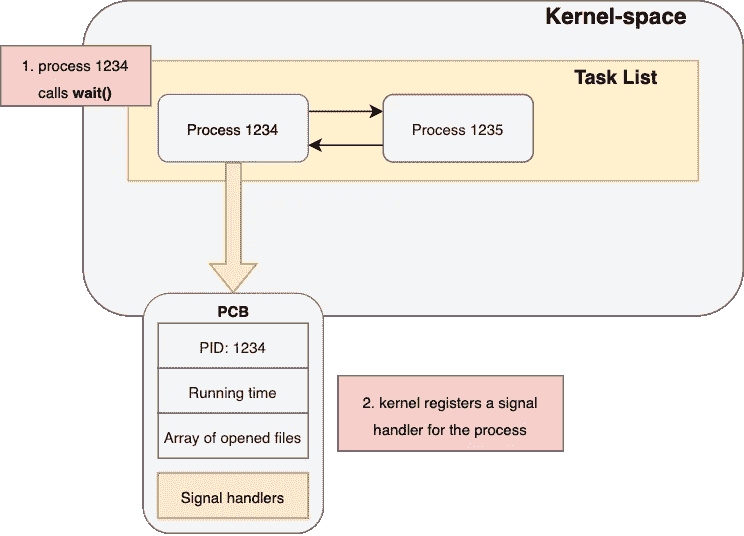 Kernel-space
1. process 1234
calls wait()
Task List
Process 1234
Process 1235
PCB
PID: 1234
Running time
Array of opened files
Signal handlers
2. kernel registers a signal
handler for the process